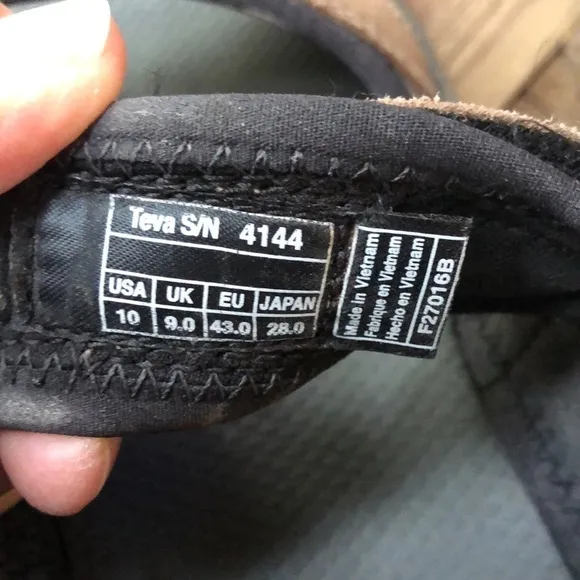 Teva S/N 4144
USA UK EU JAPAN
10 9.0 43.0 28.0
Made in Vietnam
Fabrique en Vietnam
Hecho en Vietnam
F27016B